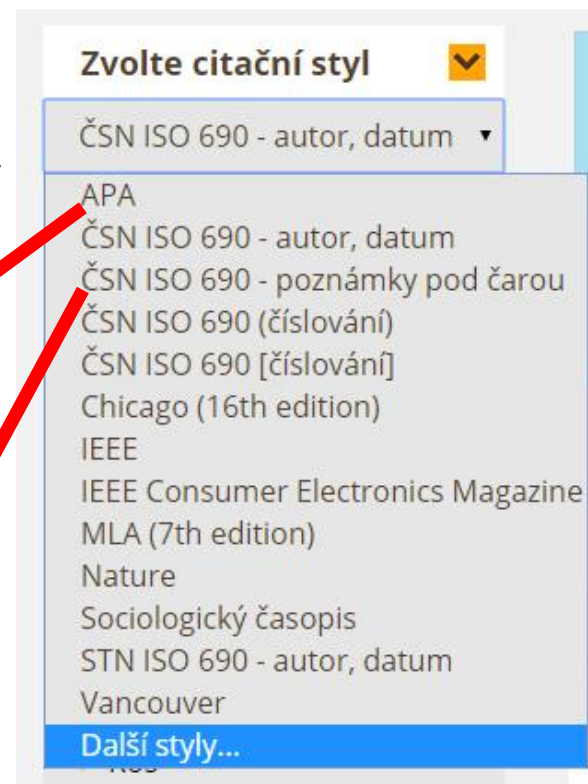 Zvolte citační styl
ČSN ISO 690 - autor, datum
APA
ČSN ISO 690 - autor, datum
ČSN ISO 690 - poznámky pod čarou
ČSN ISO 690 (číslování)
ČSN ISO 690 [číslování]
Chicago (16th edition)
IEEE
IEEE Consumer Electronics Magazine
MLA (7th edition)
Nature
Sociologický časopis
STN ISO 690 - autor, datum
Vancouver
Další styly...